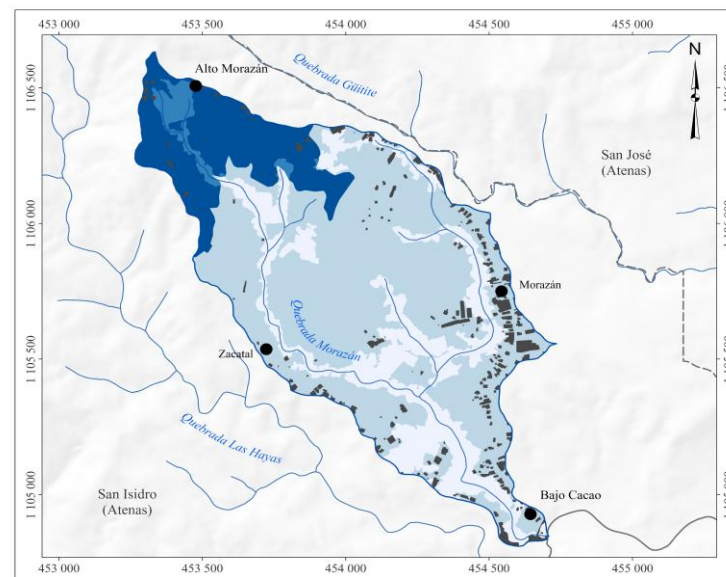 453 000 453 500 454 000 454 500 455 000
N
Alto Morazán
Quebrada Güitite
San José
(Atenas)
1 106 500
1 106 000
Morazán
Quebrada Morazán
Zacatal
1 105 500
Quebrada Las Hayas
San Isidro
(Atenas)
Bajo Cacao
1 105 000
453 000 453 500 454 000 454 500 455 000